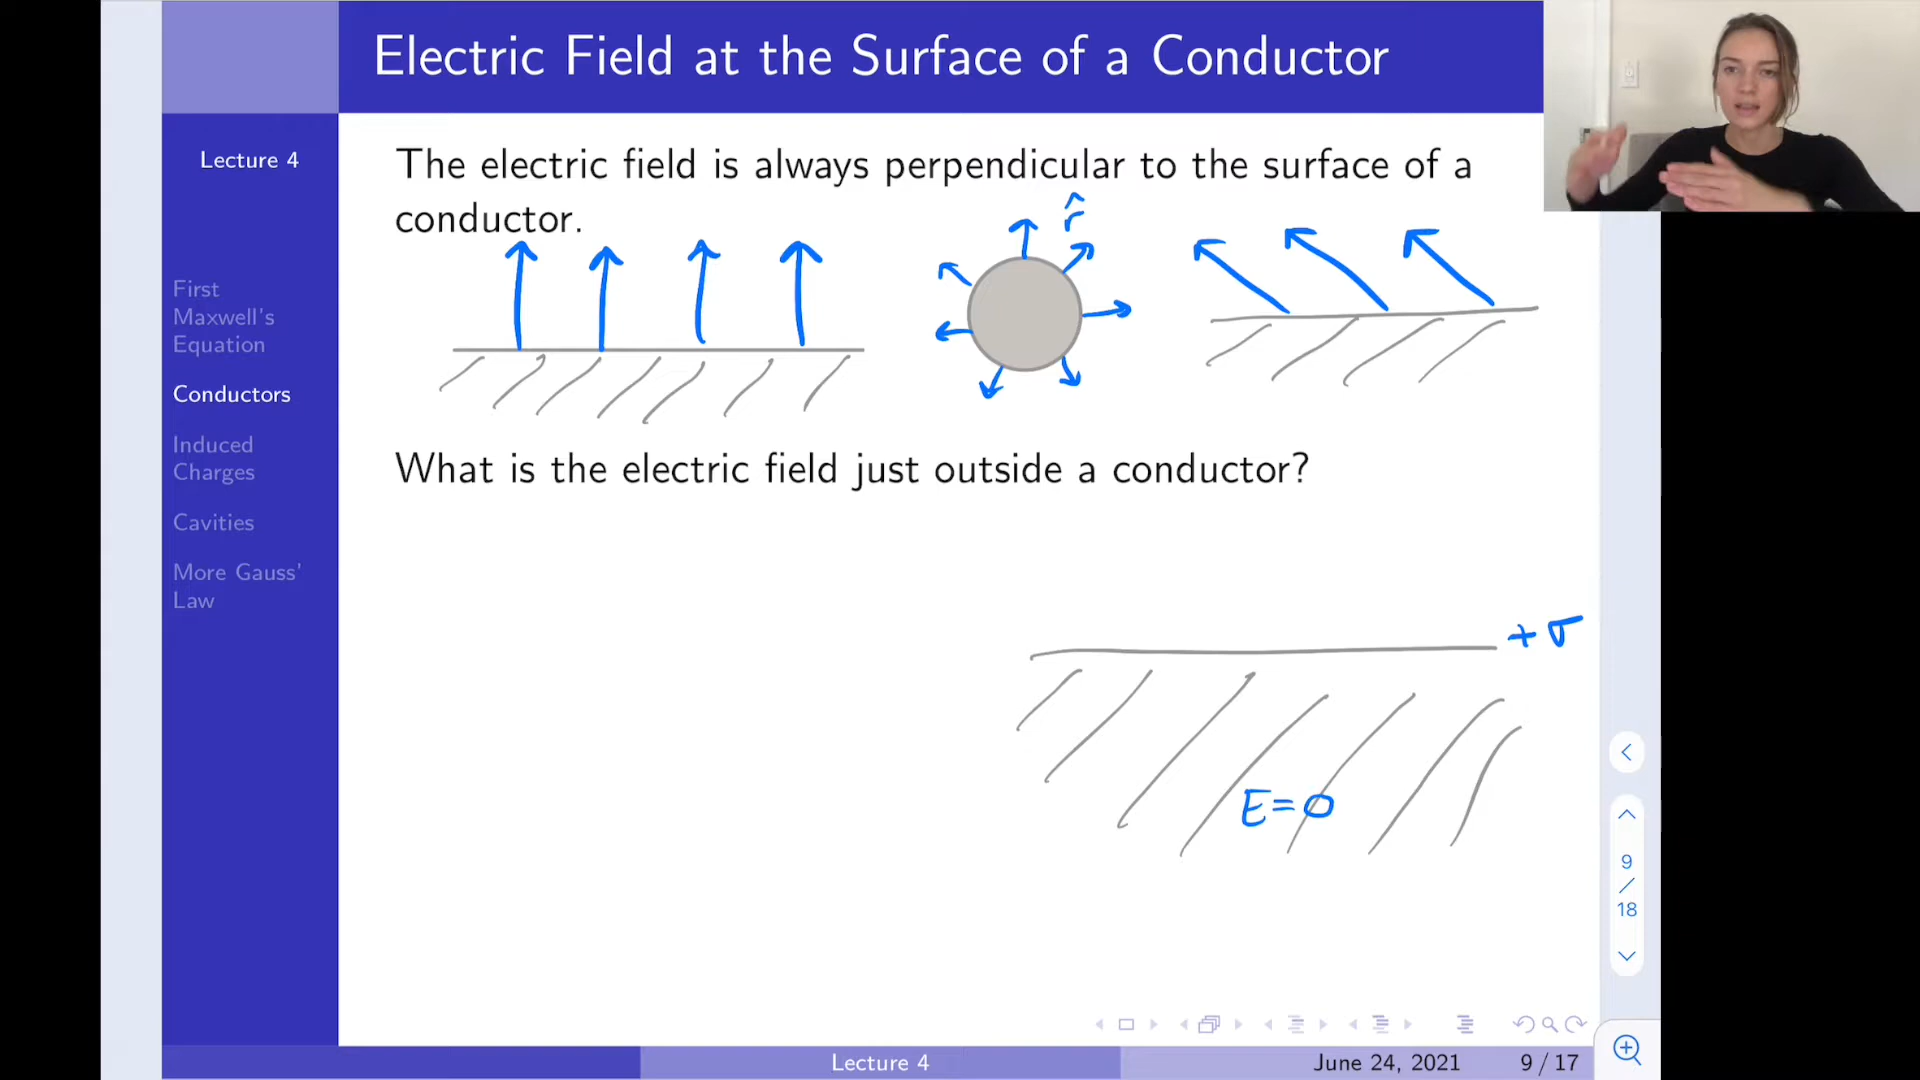 Electric Field at the Surface of a Conductor
Lecture 4
First
Maxwell's
Equation
Conductors
Induced
Charges
Cavities
More Gauss'
Law
The electric field is always perpendicular to the surface of a
conductor.
r̂
What is the electric field just outside a conductor?
+σ
E=0
9
/
18
Lecture 4
June 24, 2021
9 / 17